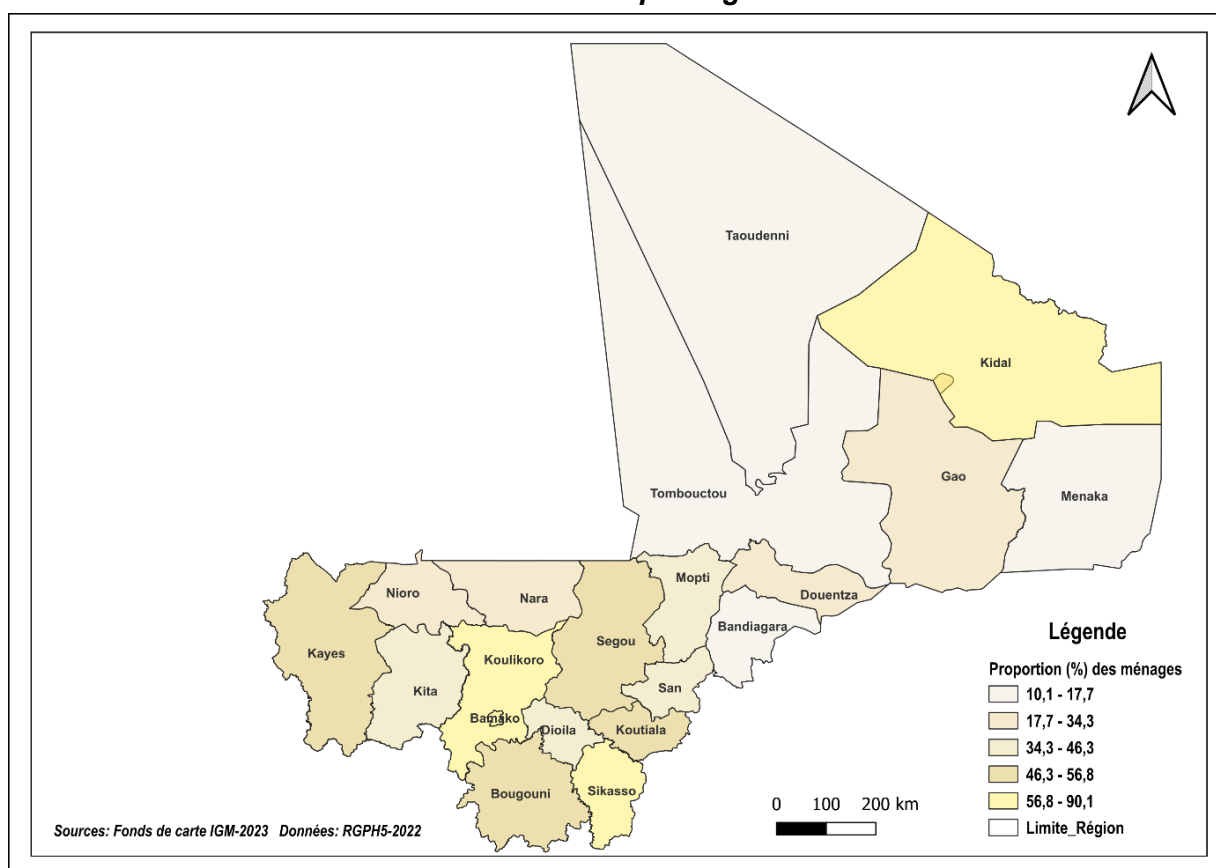 Taoudenni
Kidal
Gao
Menaka
Tombouctou
Mopti
Douentza
Nioro
Nara
Bandiagara
Segou
Kayes
Koulikoro
Kita
San
Bamako
Dioila
Koutiala
Bougouni
Sikasso
Légende
Proportion (%) des ménages
10,1 - 17,7
17,7 - 34,3
34,3 - 46,3
46,3 - 56,8
56,8 - 90,1
Limite_Région
0 100 200 km
Sources: Fonds de carte IGM-2023 Données: RGPH5-2022